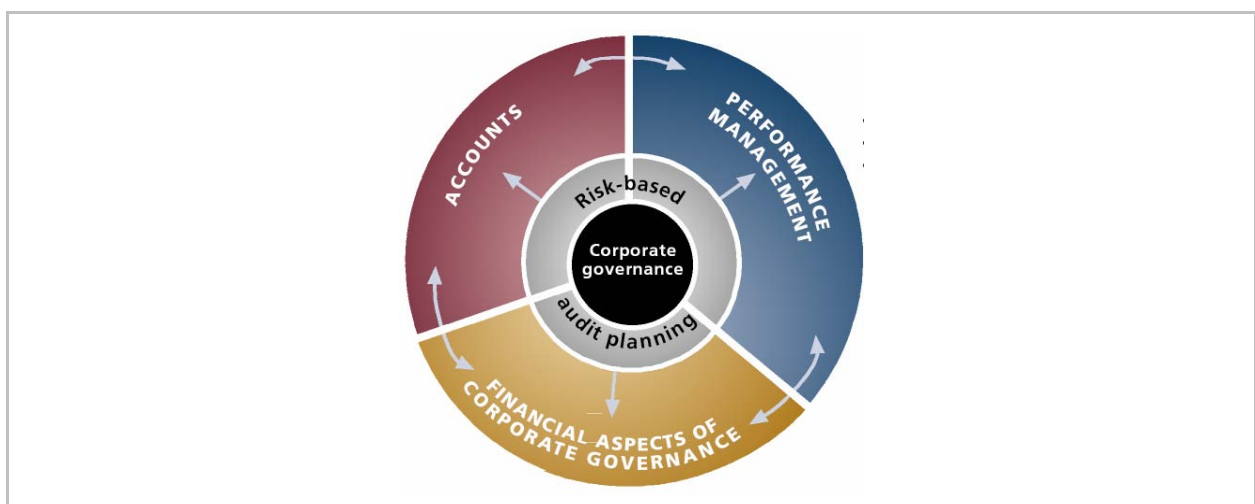 ACCOUNTS
PERFORMANCE
MANAGEMENT
Risk-based
Corporate
governance
audit planning
FINANCIAL ASPECTS OF
CORPORATE GOVERNANCE